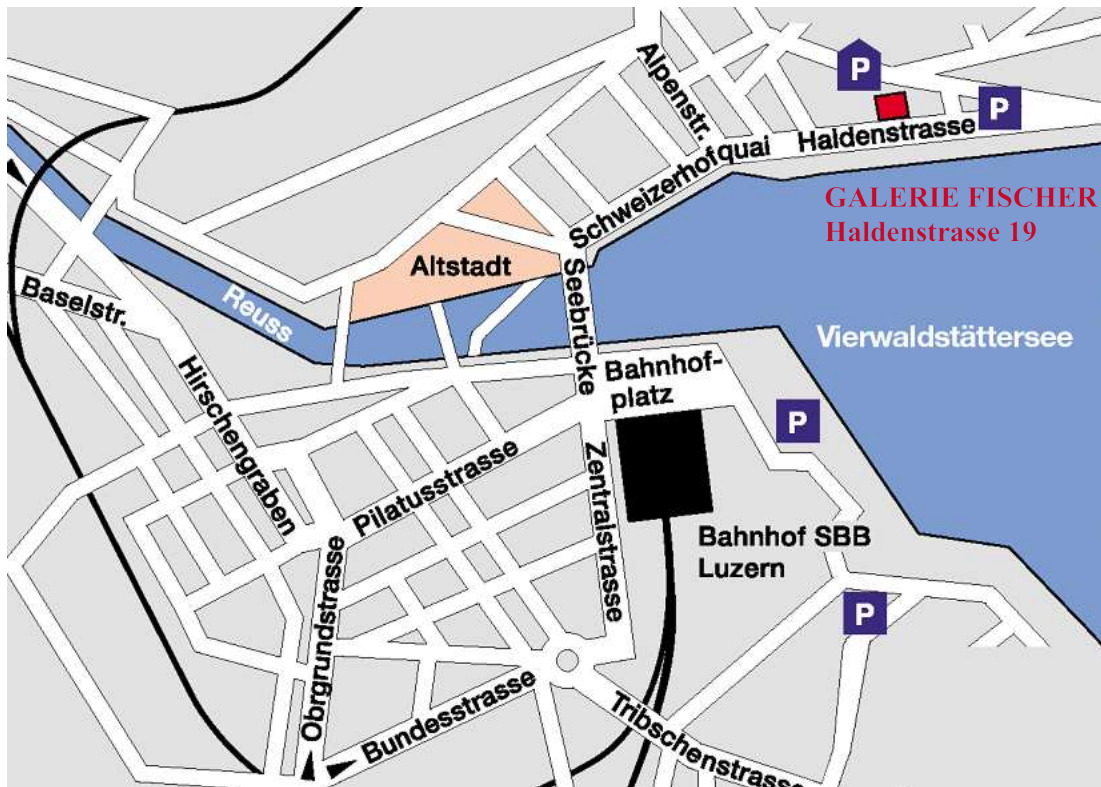 P
P
Alpenstr.
Haldenstrasse
Schweizerhofquai
GALERIE FISCHER
Haldenstrasse 19
Altstadt
Seebrücke
Baselstr.
Reuss
Vierwaldstättersee
Bahnhof-
platz
Hirschengraben
P
Pilatusstrasse
Zentralstrasse
Bahnhof SBB
Luzern
Obrgrundstrasse
P
Bundesstrasse
Tribschenstrasse